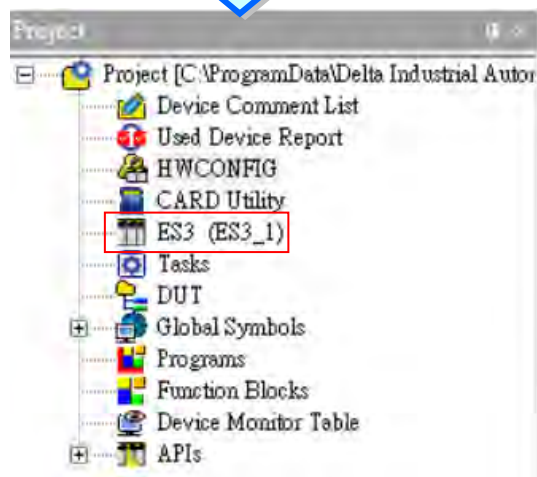 Project
Project [C:\ProgramData\Delta Industrial Autor
Device Comment List
Used Device Report
HWCONFIG
CARD Utility
ES3 (ES3_1)
Tasks
DUT
Global Symbols
Programs
Function Blocks
Device Monitor Table
APIs